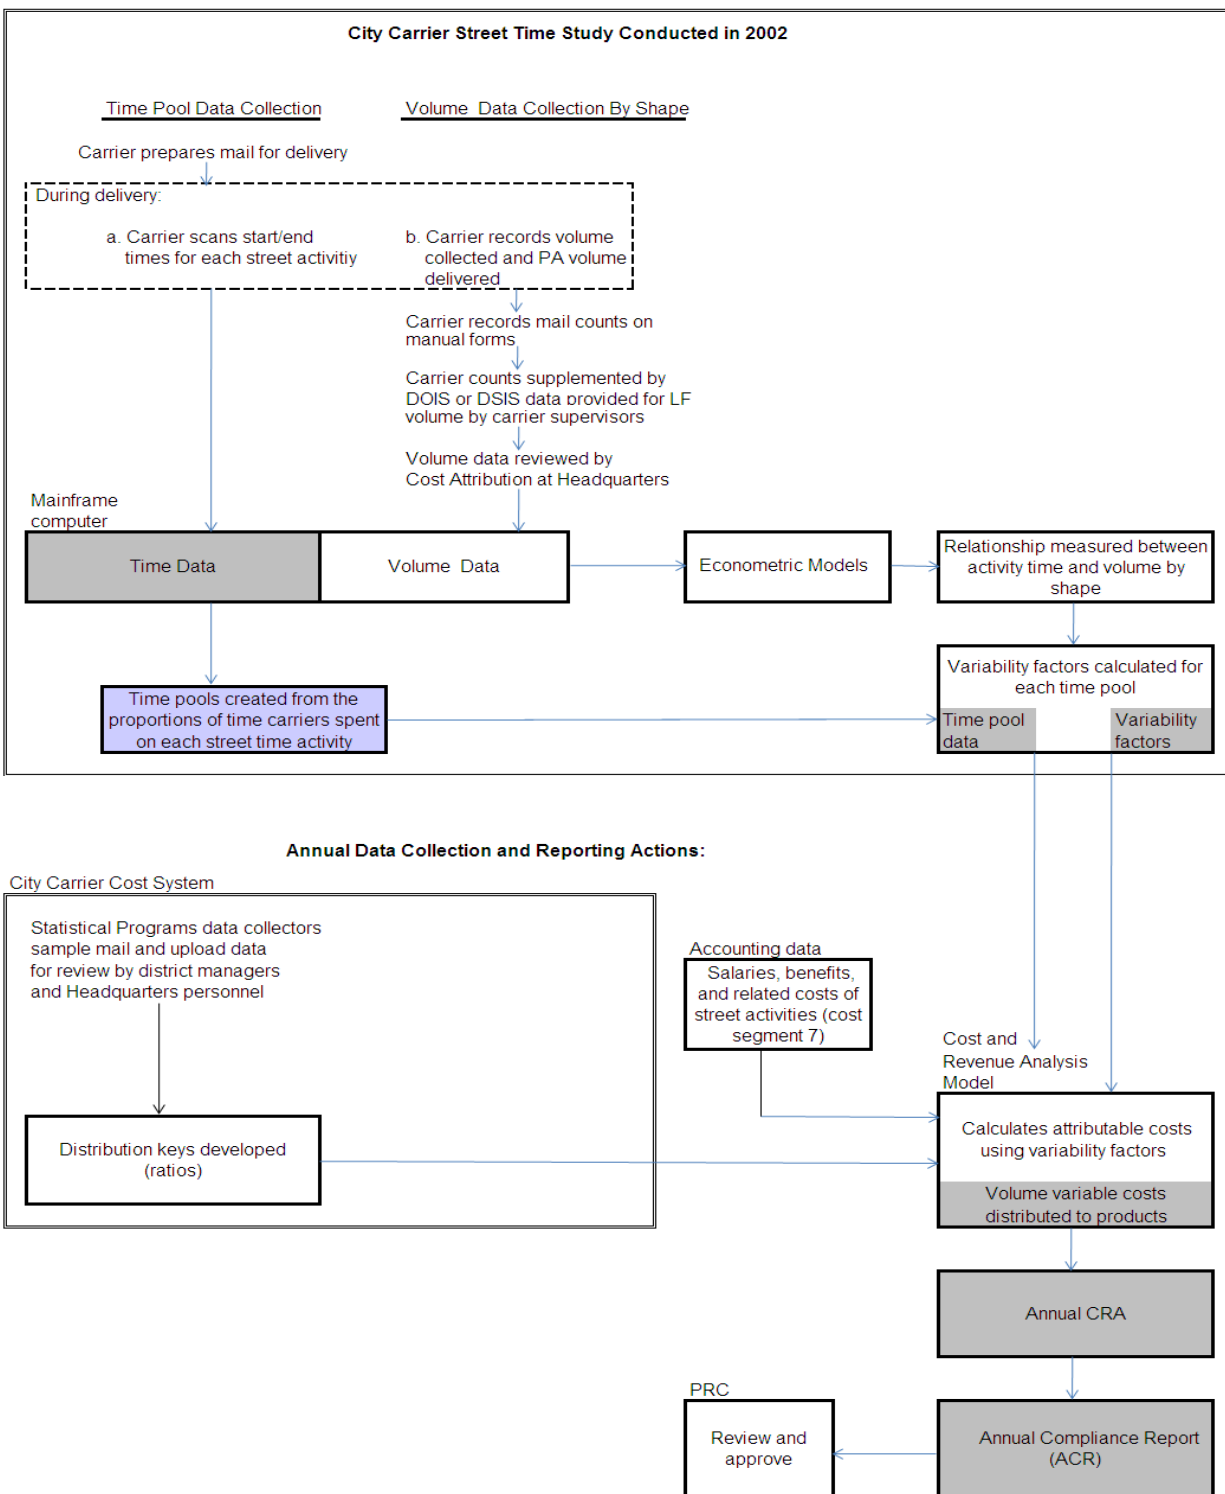 City Carrier Street Time Study Conducted in 2002
Time Pool Data Collection
Volume Data Collection By Shape
Carrier prepares mail for delivery
During delivery:
a. Carrier scans start/end
times for each street activitiy
b. Carrier records volume
collected and PA volume
delivered
Carrier records mail counts on
manual forms
Carrier counts supplemented by
DOIS or DSIS data provided for LF
volume by carrier supervisors
Volume data reviewed by
Cost Attribution at Headquarters
Mainframe
computer
Time Data
Volume Data
Econometric Models
Relationship measured between
activity time and volume by
shape
Variability factors calculated for
each time pool
Time pool
data
Variability
factors
Time pools created from the
proportions of time carriers spent
on each street time activity
Annual Data Collection and Reporting Actions:
City Carrier Cost System
Statistical Programs data collectors
sample mail and upload data
for review by district managers
and Headquarters personnel
Distribution keys developed
(ratios)
Accounting data
Salaries, benefits,
and related costs of
street activities (cost
segment 7)
Cost and
Revenue Analysis
Model
Calculates attributable costs
using variability factors
Volume variable costs
distributed to products
Annual CRA
Annual Compliance Report
(ACR)
PRC
Review and
approve